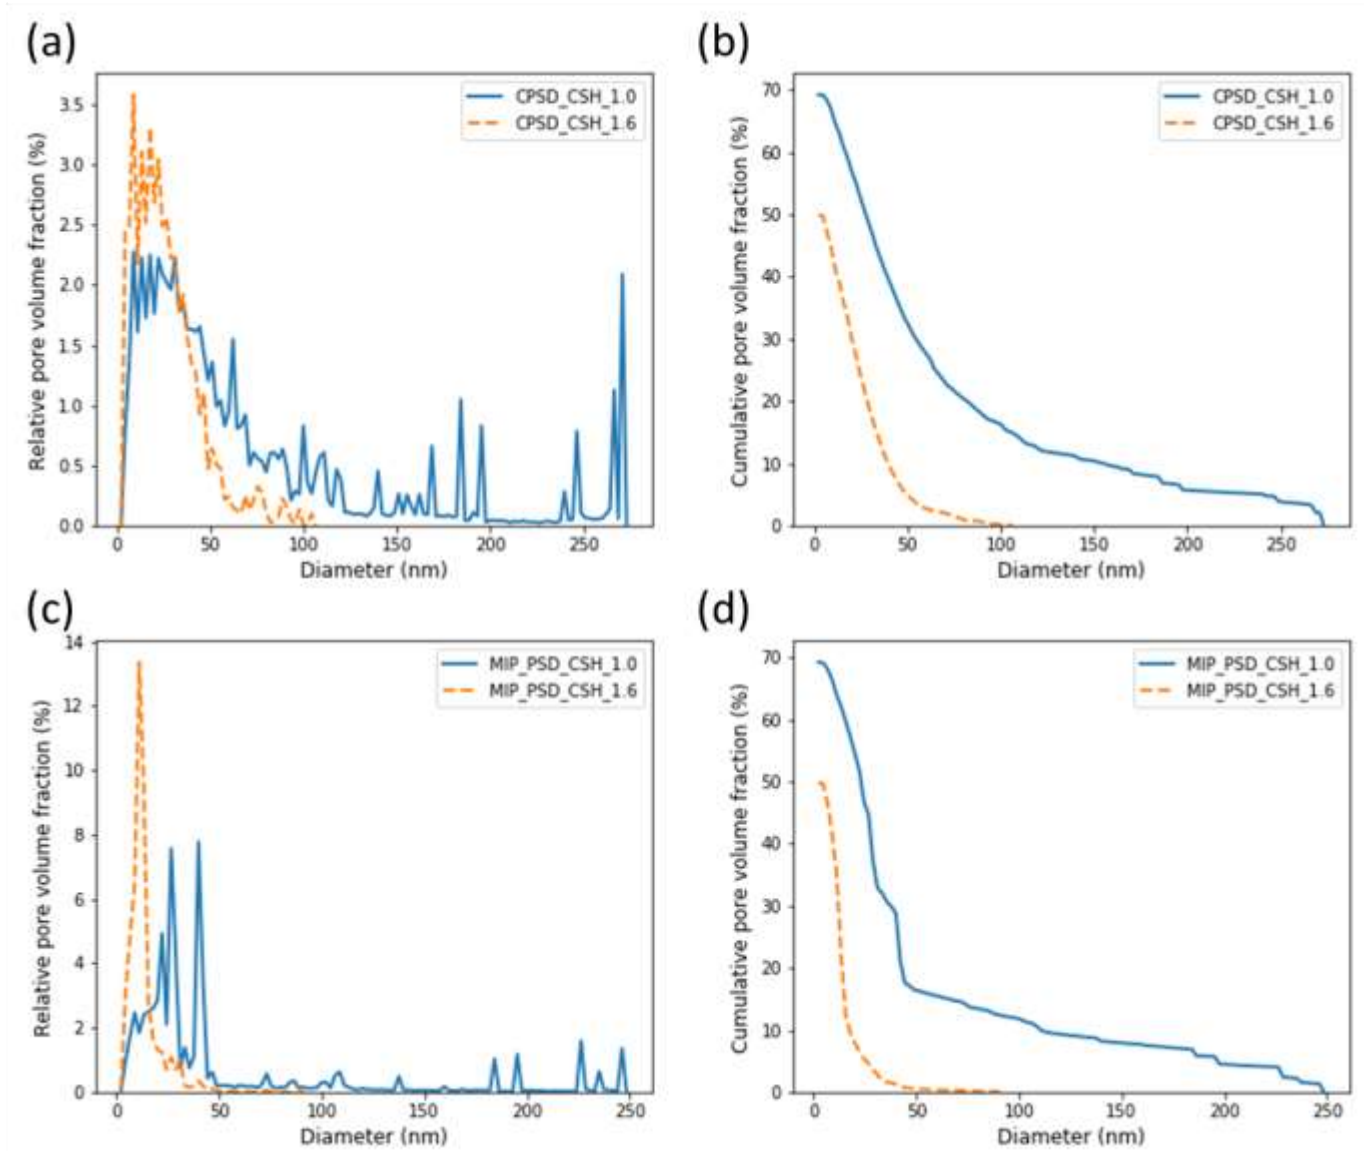 (a)
3.5
3.0
2.5
2.0
1.5
1.0
0.5
0.0
Relative pore volume fraction (%)
CPSD_CSH_1.0
CPSD_CSH_1.6
0 50 100 150 200 250
Diameter (nm)
(b)
70
60
50
40
30
20
10
0
Cumulative pore volume fraction (%)
CPSD_CSH_1.0
CPSD_CSH_1.6
0 50 100 150 200 250
Diameter (nm)
(c)
14
12
10
8
6
4
2
0
Relative pore volume fraction (%)
MIP_PSD_CSH_1.0
MIP_PSD_CSH_1.6
0 50 100 150 200 250
Diameter (nm)
(d)
70
60
50
40
30
20
10
0
Cumulative pore volume fraction (%)
MIP_PSD_CSH_1.0
MIP_PSD_CSH_1.6
0 50 100 150 200 250
Diameter (nm)